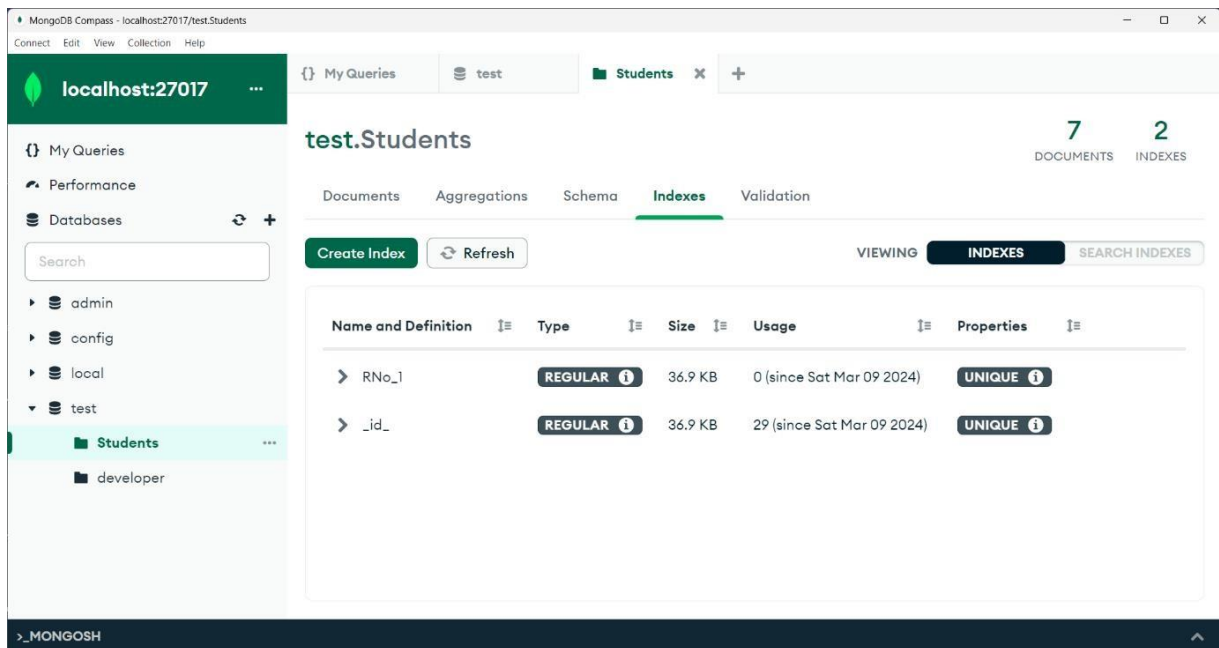 MongoDB Compass - localhost:27017/test.Students
Connect Edit View Collection Help
localhost:27017 ...
{} My Queries
Performance
Databases
Search
admin
config
local
test
Students ...
developer
{} My Queries test Students
test.Students
7 DOCUMENTS
2 INDEXES
Documents Aggregations Schema Indexes Validation
Create Index Refresh VIEWING INDEXES SEARCH INDEXES
Name and Definition Type Size Usage Properties
RNo_1 REGULAR 36.9 KB 0 (since Sat Mar 09 2024) UNIQUE
_id_ REGULAR 36.9 KB 29 (since Sat Mar 09 2024) UNIQUE
>_MONGOSH